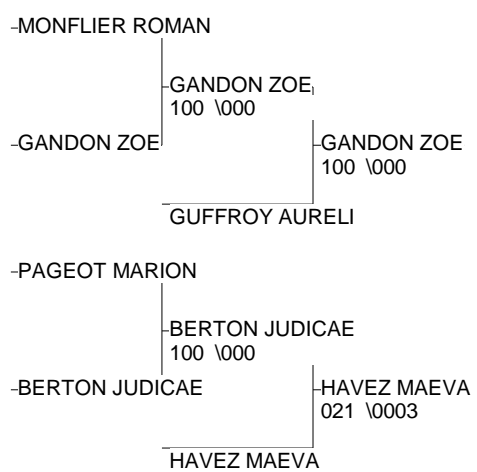 MONFLIER ROMAN
GANDON ZOE
100 \000
GANDON ZOE
GANDON ZOE
100 \000
GUFFROY AURELI
PAGEOT MARION
BERTON JUDICAE
100 \000
BERTON JUDICAE
HAVEZ MAEVA
021 \0003
HAVEZ MAEVA